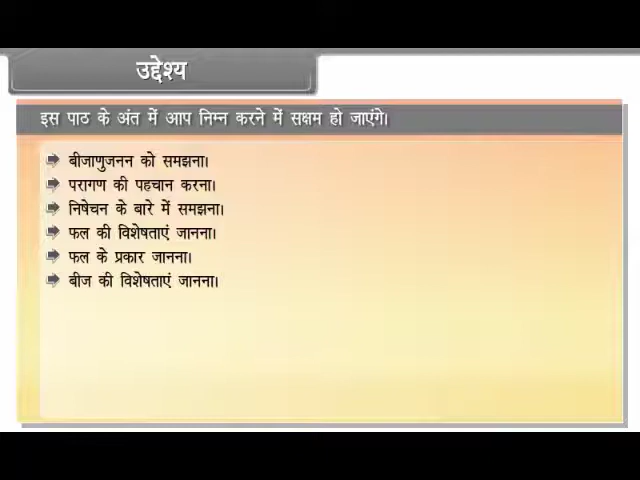 उद्देश्य
इस पाठ के अंत में आप निम्न करने में सक्षम हो जाएंगे।
बीजाणुजनन को समझना।
परागण की पहचान करना।
निषेचन के बारे में समझना।
फल की विशेषताएं जानना।
फल के प्रकार जानना।
बीज की विशेषताएं जानना।